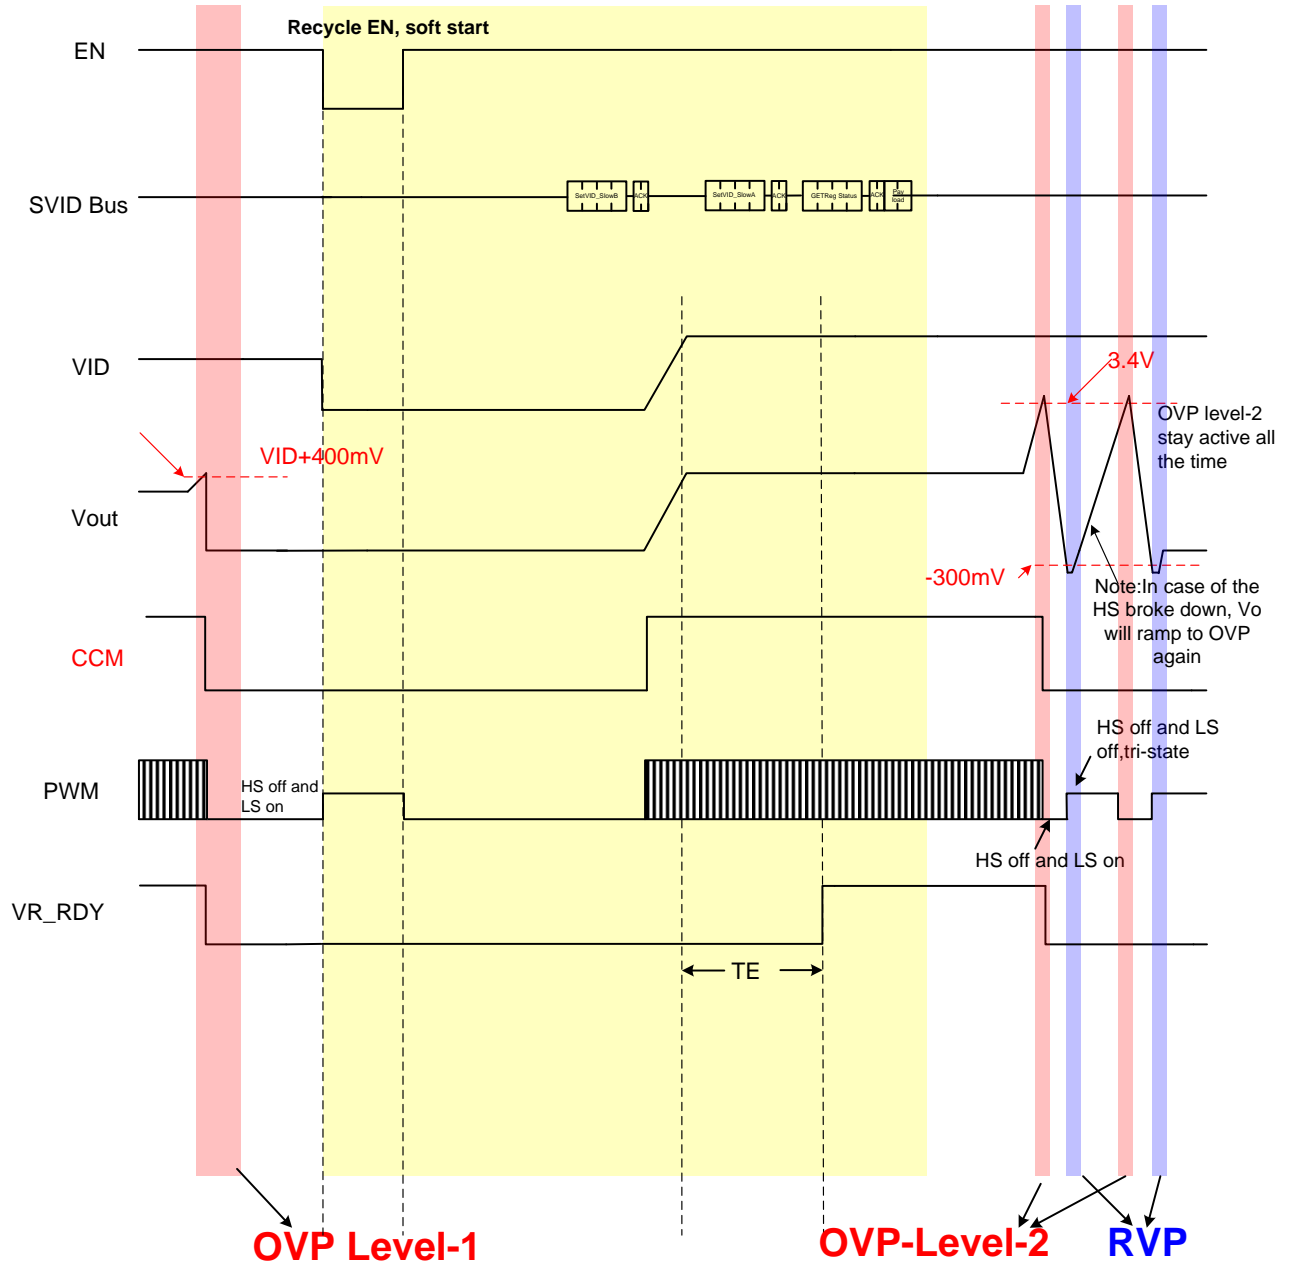 Recycle EN, soft start
EN
SVID Bus
SetVID_SlowB
ACK
SetVID_SlowA
ACK
GETReg Status
ACK
Pay
load
VID
3.4V
OVP level-2
stay active all
the time
VID+400mV
Vout
-300mV
Note:In case of the
HS broke down, Vo
will ramp to OVP
again
CCM
HS off and LS
off,tri-state
PWM
HS off and
LS on
HS off and LS on
VR_RDY
TE
OVP Level-1
OVP-Level-2
RVP